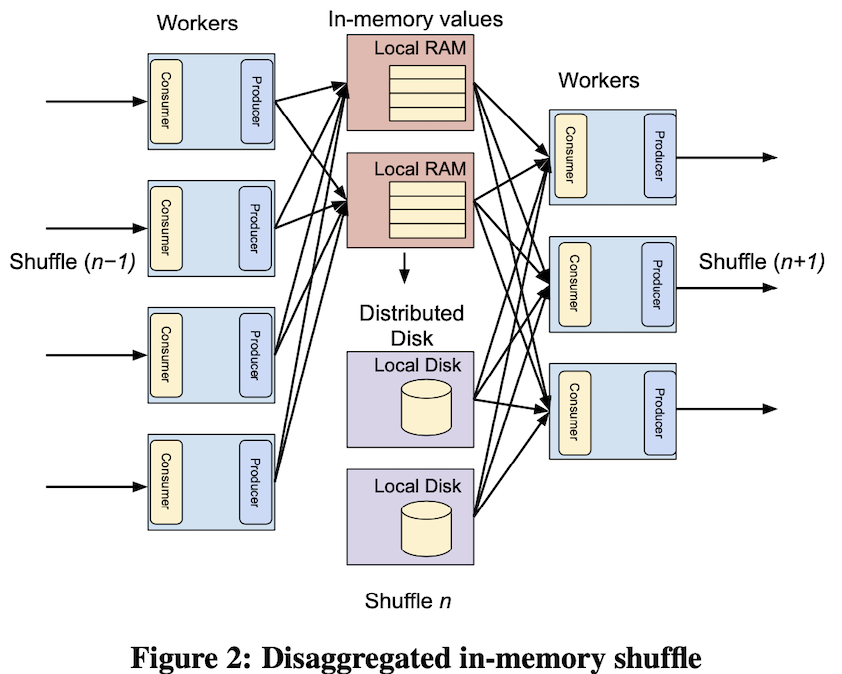 Workers
In-memory values
Consumer
Producer
Consumer
Producer
Consumer
Producer
Consumer
Producer
Shuffle (n−1)
Local RAM
Local RAM
Distributed
Disk
Local Disk
Local Disk
Shuffle n
Workers
Consumer
Producer
Consumer
Producer
Consumer
Producer
Shuffle (n+1)
Figure 2: Disaggregated in-memory shuffle